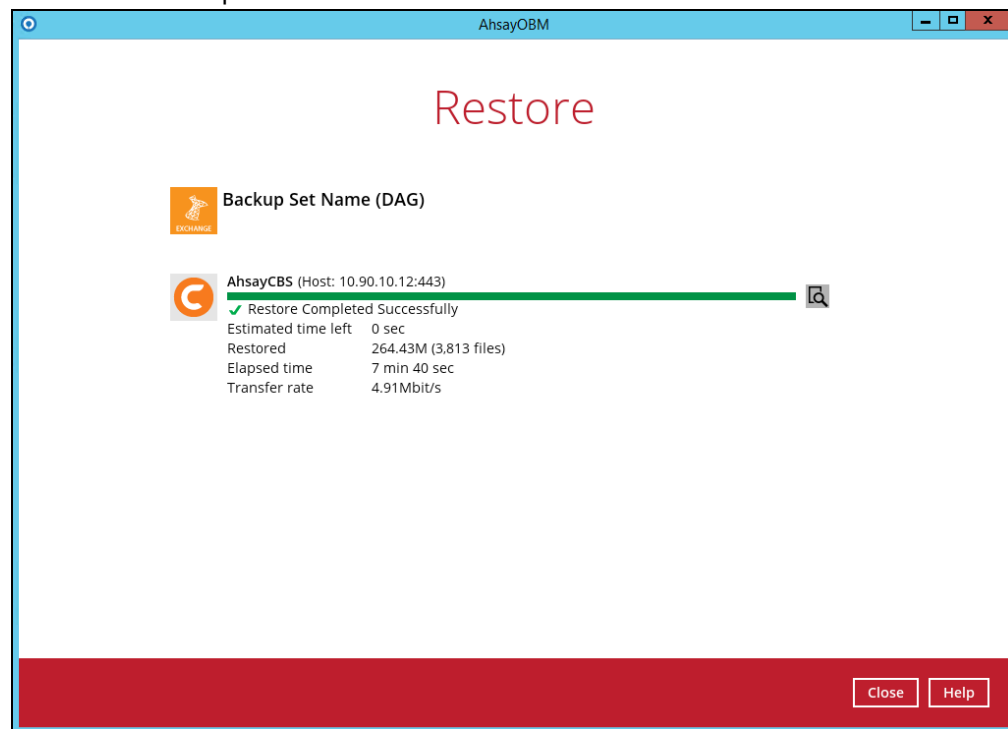 AhsayOBM
Restore
Backup Set Name (DAG)
EXCHANGE
AhsayCBS (Host: 10.90.10.12:443)
Restore Completed Successfully
Estimated time left 0 sec
Restored 264.43M (3,813 files)
Elapsed time 7 min 40 sec
Transfer rate 4.91Mbit/s
Close Help